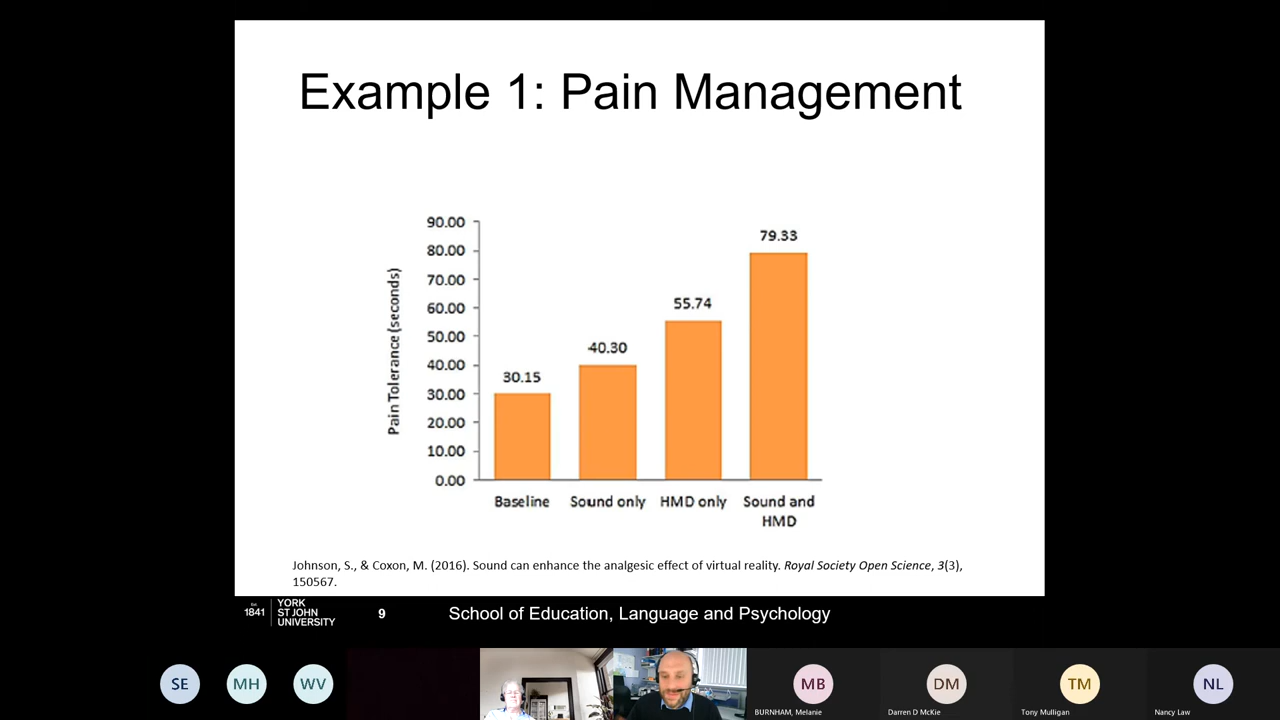 Example 1: Pain Management
90.00
80.00
70.00
60.00
50.00
40.00
30.00
20.00
10.00
0.00
Pain Tolerance (seconds)
30.15
40.30
55.74
79.33
Baseline
Sound only
HMD only
Sound and
HMD
Johnson, S., & Coxon, M. (2016). Sound can enhance the analgesic effect of virtual reality. Royal Society Open Science, 3(3),
150567.
Est
1841
YORK
ST JOHN
UNIVERSITY
9
School of Education, Language and Psychology
SE
MH
WV
MB
DM
TM
NL
BURNHAM, Melanie
Darren D McKie
Tony Mulligan
Nancy Law